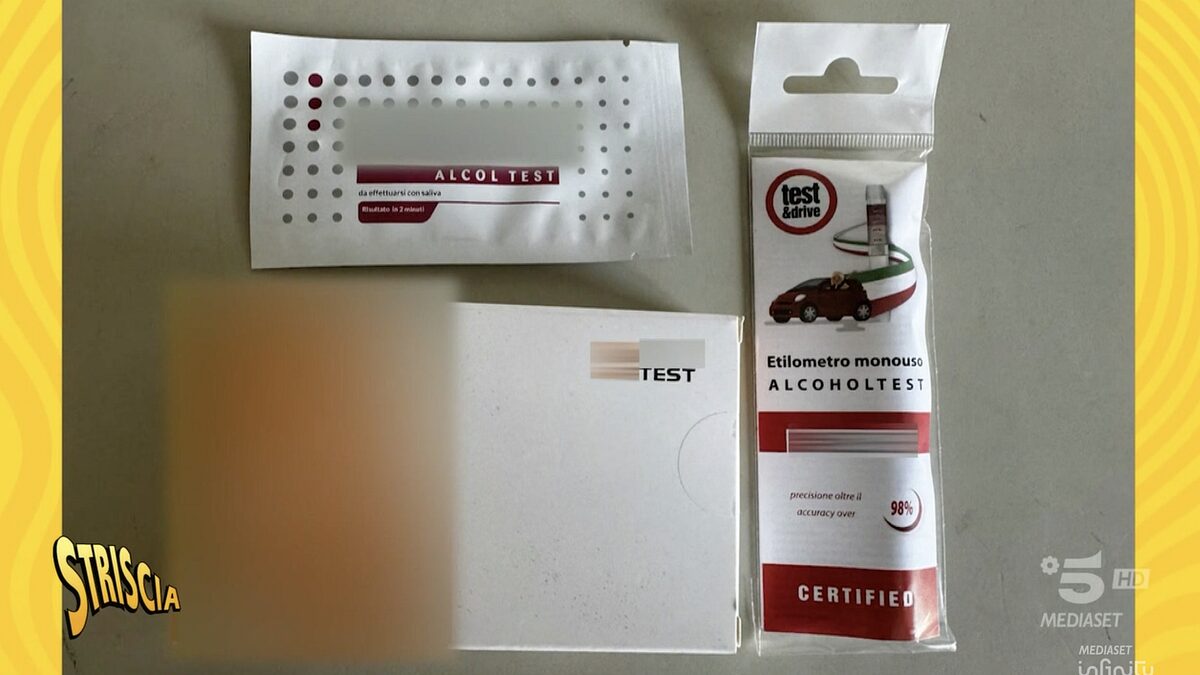 ALCOL TEST
da effettuarsi con saliva
Risultato in 2 minuti
TEST
test
&drive
Etilometro monouso
ALCOHOLTEST
precisione oltre il
accuracy over
98%
CERTIFIED
STRISCIA
5 HD
MEDIASET
MEDIASET
infinity